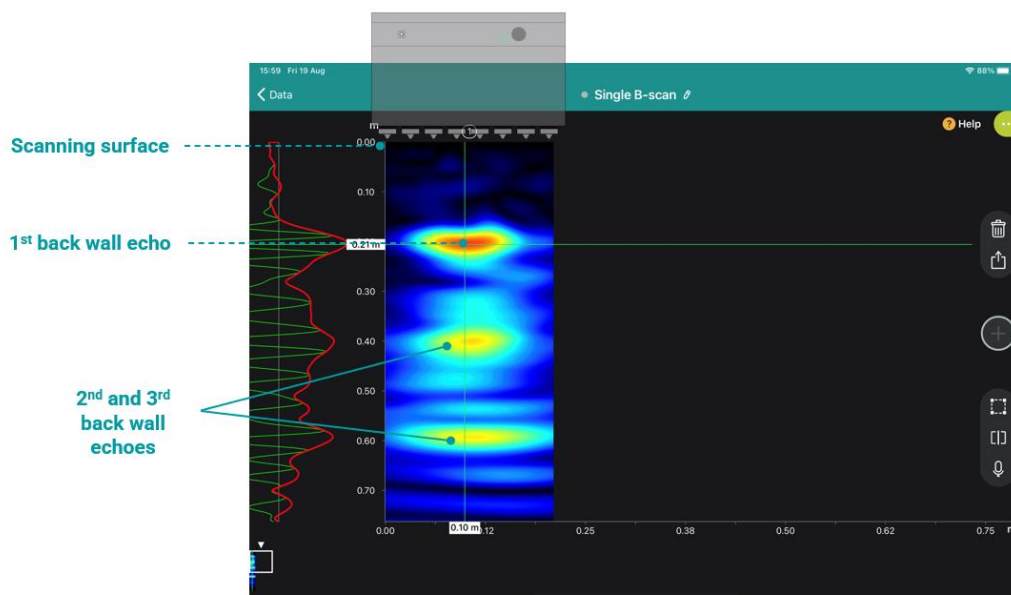 15:59 Fri 19 Aug
88%
Data
Single B-scan
m
1
Help
Scanning surface
0.00
0.10
1st back wall echo
0.21 m
0.30
0.40
0.50
2nd and 3rd
back wall
echoes
0.60
0.70
0.00
0.10 m
0.12
0.25
0.38
0.50
0.62
0.75